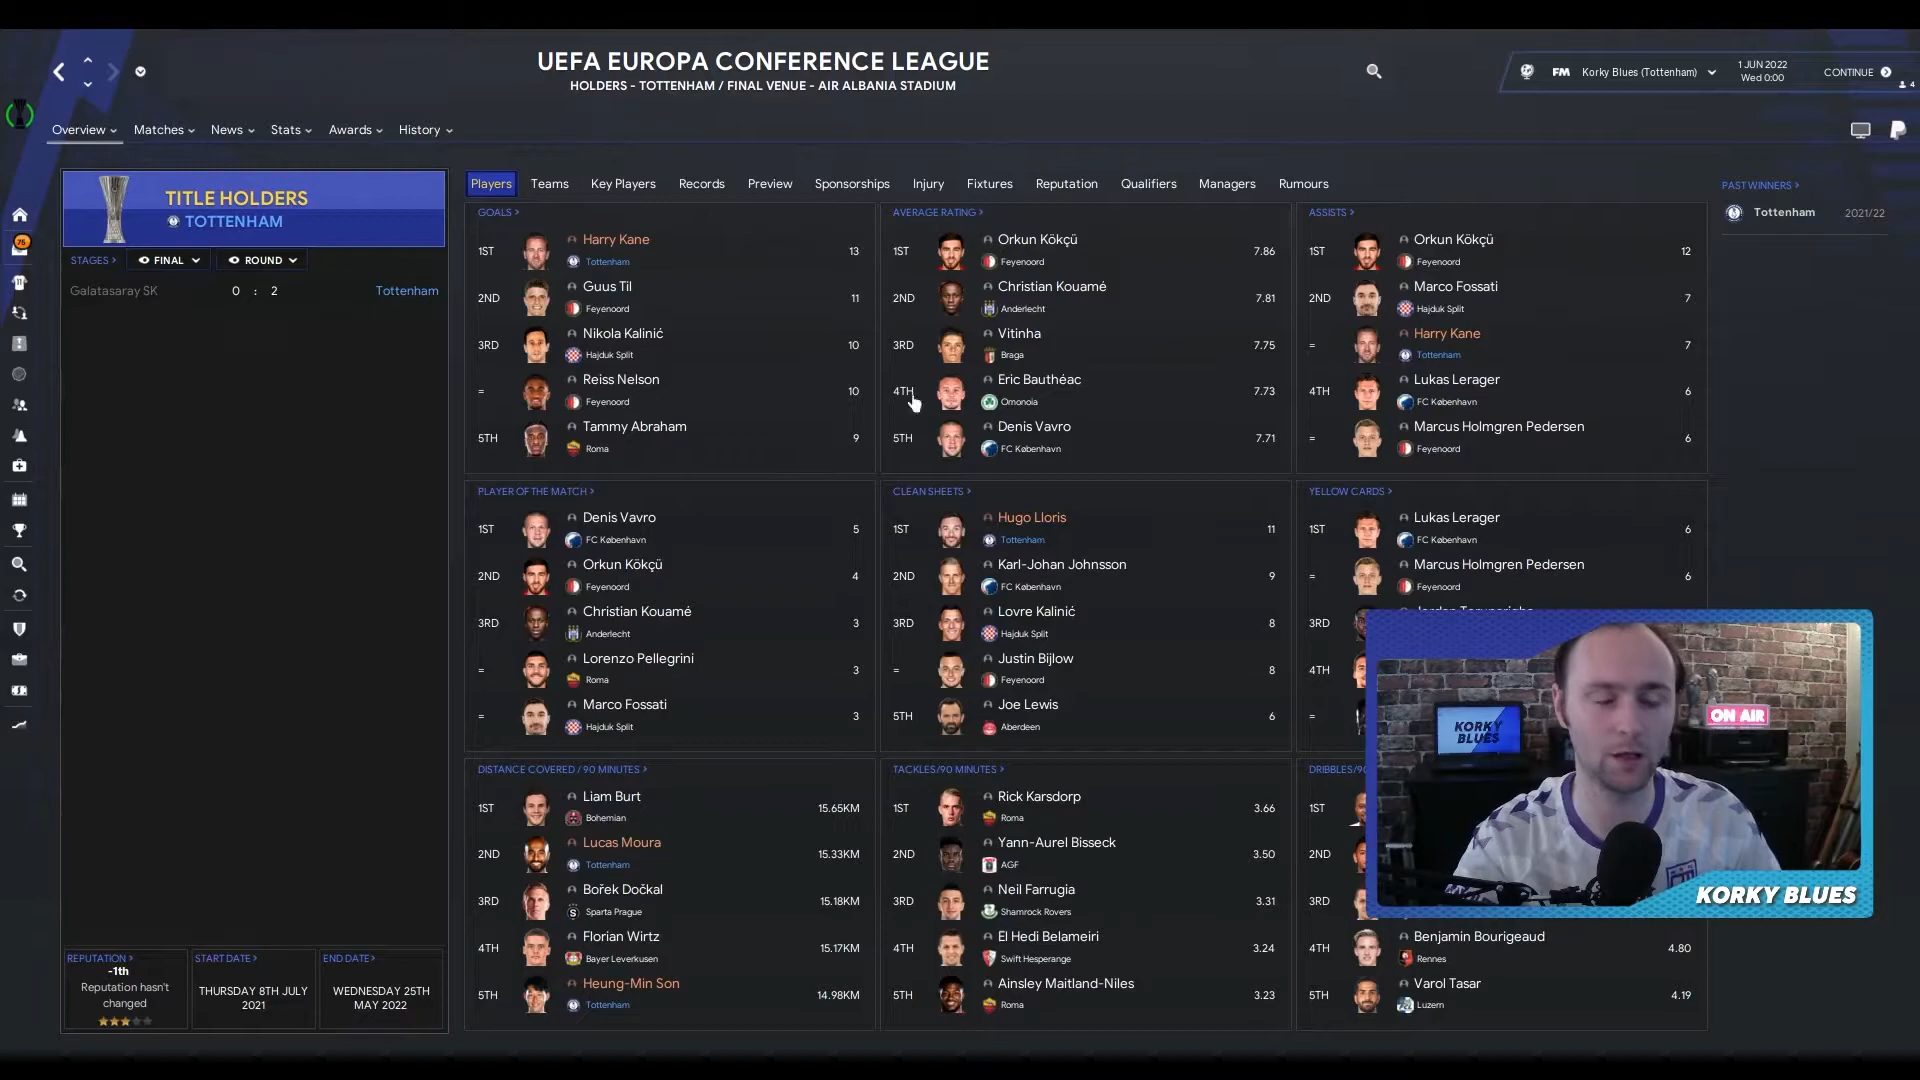 UEFA EUROPA CONFERENCE LEAGUE
HOLDERS - TOTTENHAM / FINAL VENUE - AIR ALBANIA STADIUM
FM Korky Blues (Tottenham)
1 JUN 2022
Wed 0:00
CONTINUE
4
Overview Matches News Stats Awards History
75
TITLE HOLDERS
TOTTENHAM
STAGES > FINAL ROUND
Galatasaray SK 0 : 2 Tottenham
Players Teams Key Players Records Preview Sponsorships Injury Fixtures Reputation Qualifiers Managers Rumours
PAST WINNERS >
Tottenham 2021/22
GOALS >
1ST Harry Kane 13
Tottenham
2ND Guus Til 11
Feyenoord
3RD Nikola Kalinić 10
Hajduk Split
= Reiss Nelson 10
Feyenoord
5TH Tammy Abraham 9
Roma
AVERAGE RATING >
1ST Orkun Kökçü 7.86
Feyenoord
2ND Christian Kouamé 7.81
Anderlecht
3RD Vitinha 7.75
Braga
4TH Eric Bauthéac 7.73
Omonoia
5TH Denis Vavro 7.71
FC København
ASSISTS >
1ST Orkun Kökçü 12
Feyenoord
2ND Marco Fossati 7
Hajduk Split
= Harry Kane 7
Tottenham
4TH Lukas Lerager 6
FC København
= Marcus Holmgren Pedersen 6
Feyenoord
PLAYER OF THE MATCH >
1ST Denis Vavro 5
FC København
2ND Orkun Kökçü 4
Feyenoord
3RD Christian Kouamé 3
Anderlecht
= Lorenzo Pellegrini 3
Roma
= Marco Fossati 3
Hajduk Split
CLEAN SHEETS >
1ST Hugo Lloris 11
Tottenham
2ND Karl-Johan Johnsson 9
FC København
3RD Lovre Kalinić 8
Hajduk Split
= Justin Bijlow 8
Feyenoord
5TH Joe Lewis 6
Aberdeen
YELLOW CARDS >
1ST Lukas Lerager 6
FC København
= Marcus Holmgren Pedersen 6
Feyenoord
3RD
4TH
=
DISTANCE COVERED / 90 MINUTES >
1ST Liam Burt 15.65KM
Bohemian
2ND Lucas Moura 15.33KM
Tottenham
3RD Bořek Dočkal 15.18KM
Sparta Prague
4TH Florian Wirtz 15.17KM
Bayer Leverkusen
5TH Heung-Min Son 14.98KM
Tottenham
TACKLES/90 MINUTES >
1ST Rick Karsdorp 3.66
Roma
2ND Yann-Aurel Bisseck 3.50
AGF
3RD Neil Farrugia 3.31
Shamrock Rovers
4TH El Hedi Belameiri 3.24
Swift Hesperange
5TH Ainsley Maitland-Niles 3.23
Roma
DRIBBLES/90
1ST
2ND
3RD
4TH Benjamin Bourigeaud 4.80
Rennes
5TH Varol Tasar 4.19
Luzern
REPUTATION >
-1th
Reputation hasn't
changed
START DATE >
THURSDAY 8TH JULY
2021
END DATE >
WEDNESDAY 25TH
MAY 2022
KORKY
BLUES
ON AIR
KORKY BLUES